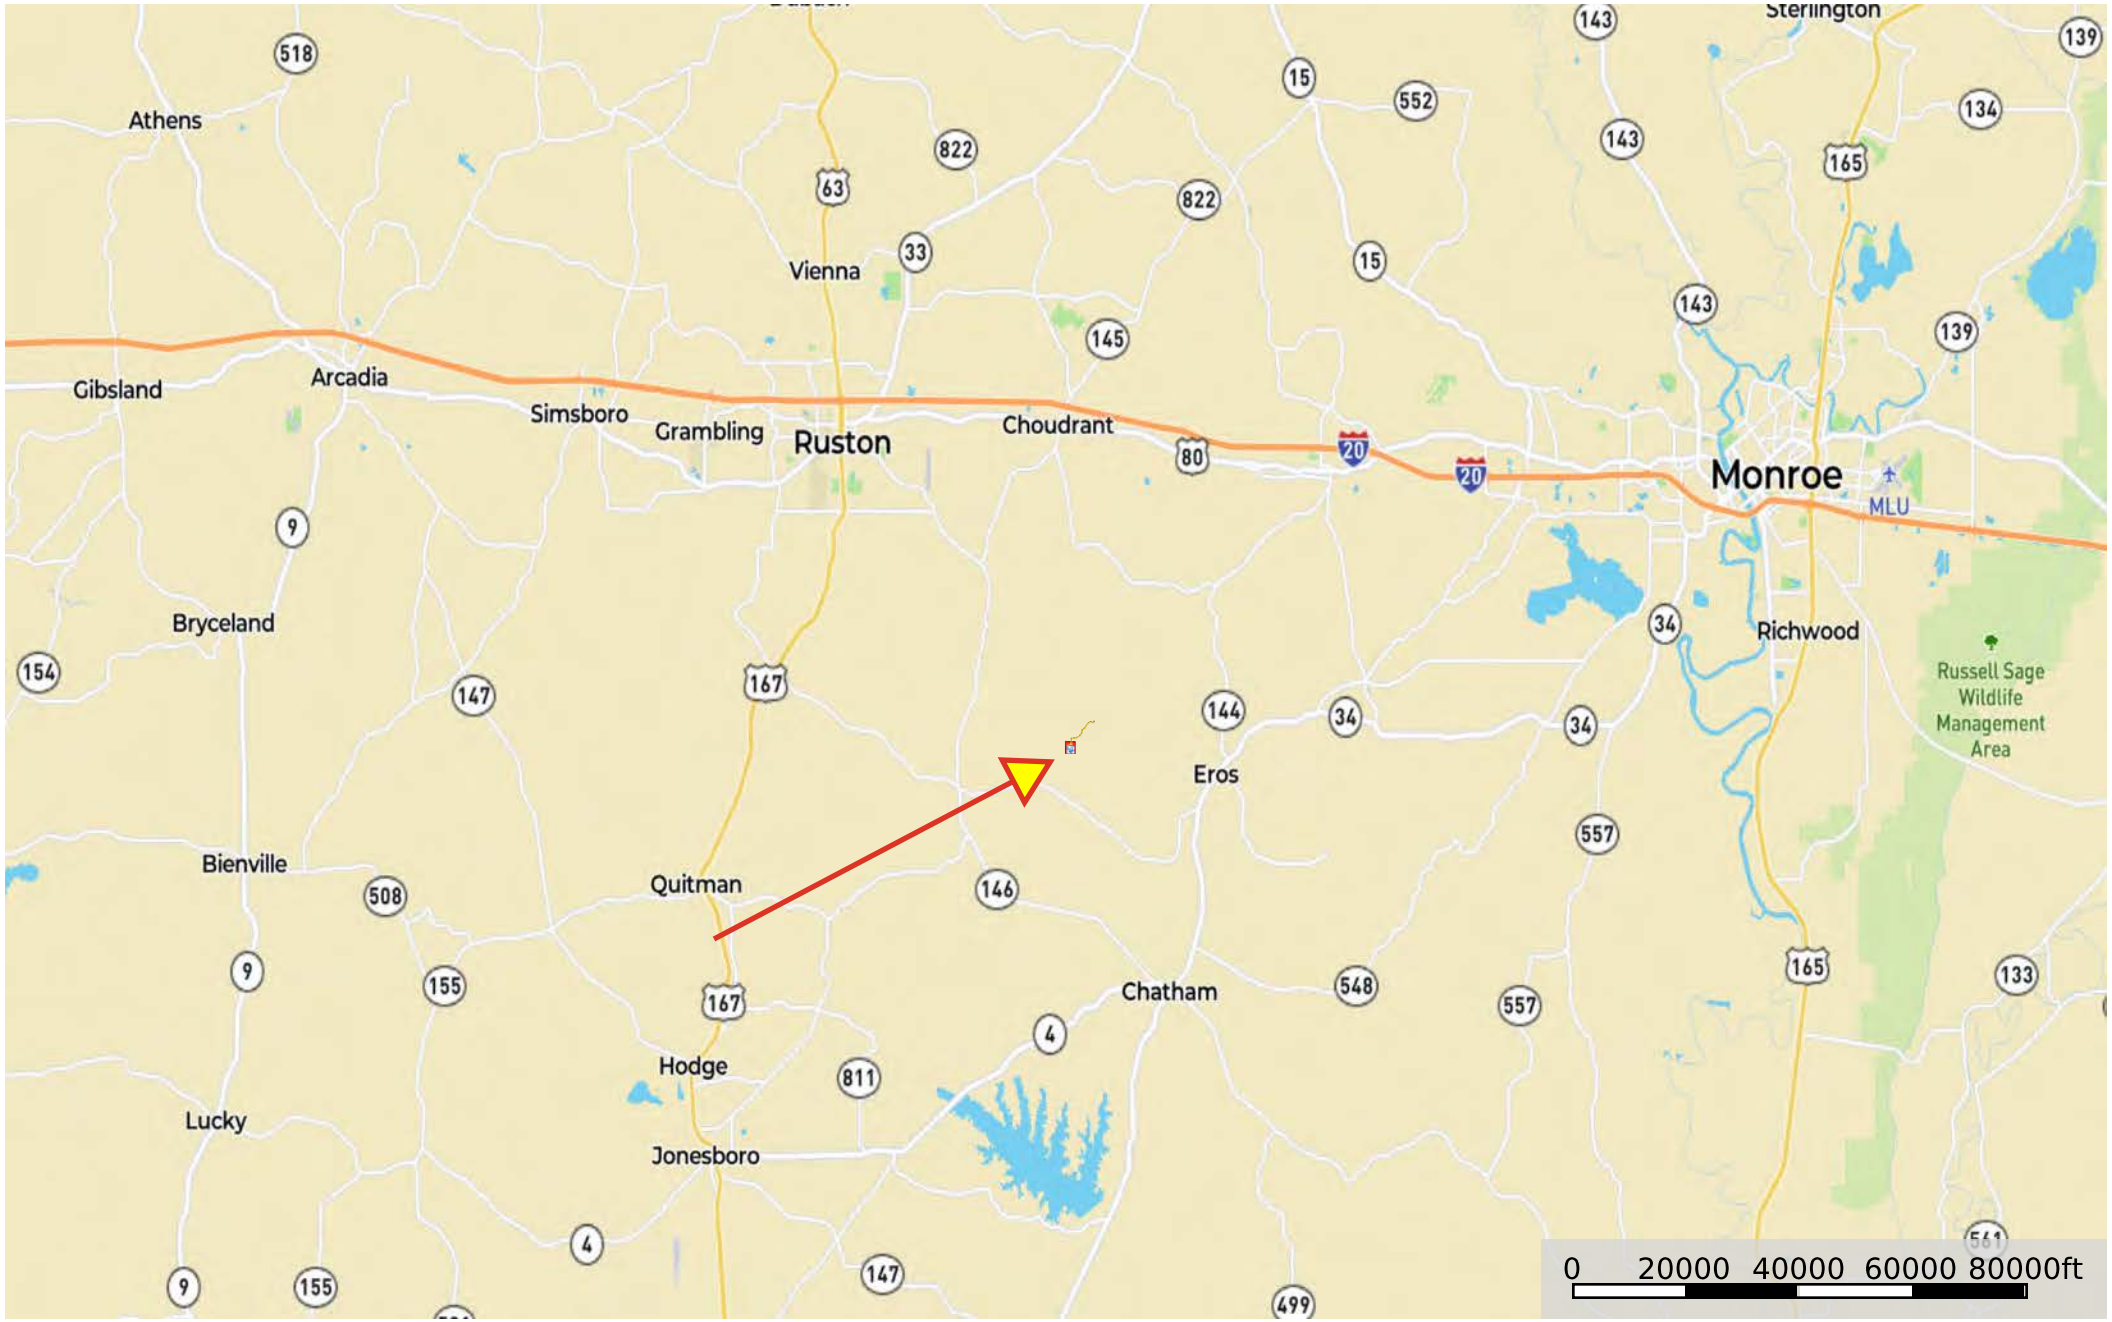 Sterlington
143
139
518
15
552
134
Athens
143
822
165
63
822
33
15
Vienna
143
139
145
Arcadia
Gibsland
Simsboro
Choudrant
Grambling
Ruston
20
80
20
Monroe
MLU
9
Bryceland
34
Richwood
154
Russell Sage
Wildlife
Management
Area
167
147
144
34
34
Eros
557
Bienville
Quitman
146
508
9
155
167
Chatham
548
557
165
133
4
Hodge
811
Lucky
Jonesboro
4
561
147
0 20000 40000 60000 80000ft
9
155
499